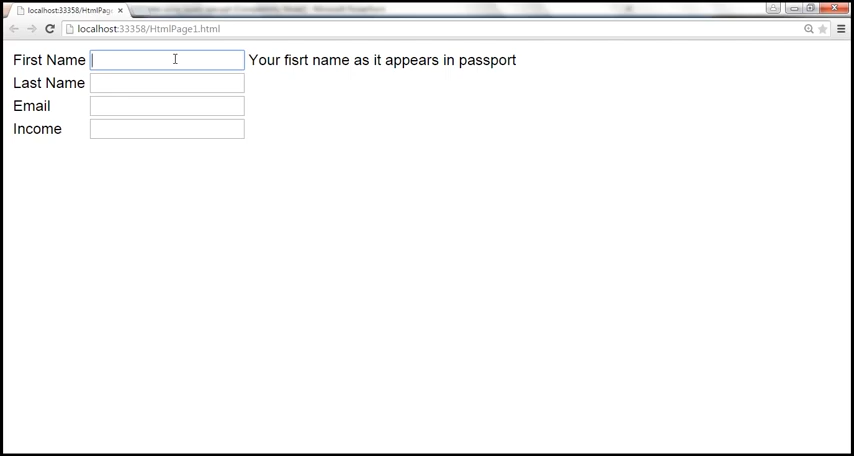 localhost:33358/HtmlPage
localhost:33358/HtmlPage1.html
First Name Your fisrt name as it appears in passport
Last Name
Email
Income